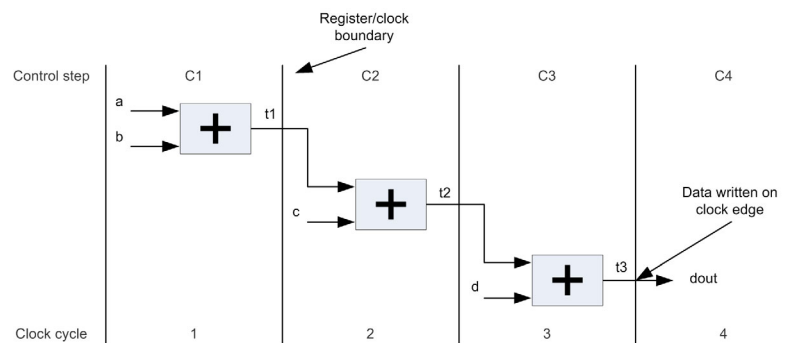 Register/clock
boundary
Control step C1 C2 C3 C4
a
b
t1
c
t2
d
t3
Data written on
clock edge
dout
Clock cycle 1 2 3 4